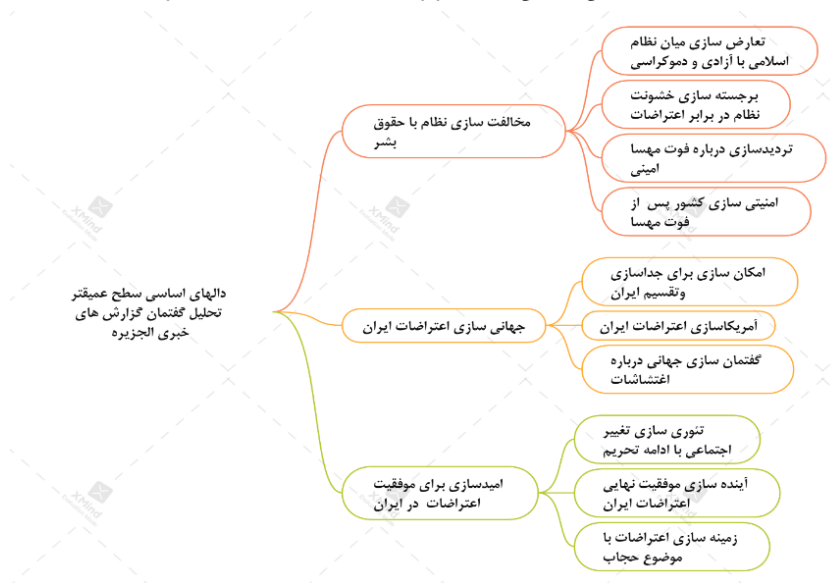 تعارض سازی میان نظام
اسلامی با آزادی و دموکراسی
برجسته سازی خشونت
نظام در برابر اعتراضات
مخالفت سازی نظام با حقوق
بشر
تردیدسازی درباره فوت مهسا
امینی
امنیتی سازی کشور پس از
فوت مهسا
دالهای اساسی سطح عمیقتر
تحلیل گفتمان گزارش های
خبری الجزیره
امکان سازی برای جداسازی
وتقسیم ایران
جهانی سازی اعتراضات ایران
آمریکاسازی اعتراضات ایران
گفتمان سازی جهانی درباره
اغتشاشات
تئوری سازی تغییر
اجتماعی با ادامه تحریم
امیدسازی برای موفقیت
اعتراضات در ایران
آینده سازی موفقیت نهایی
اعتراضات ایران
زمینه سازی اعتراضات با
موضوع حجاب
XMind
XMind
XMind
XMind